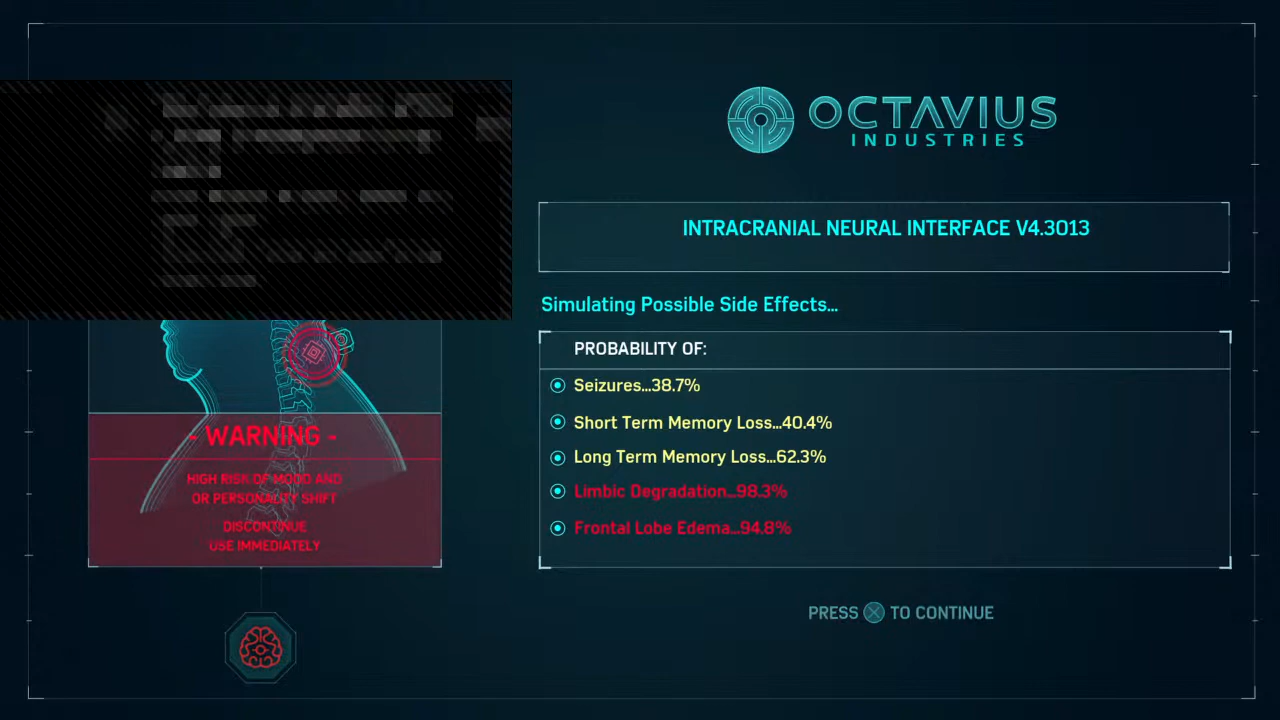 OCTAVIUS
INDUSTRIES
INTRACRANIAL NEURAL INTERFACE V4.3013
Simulating Possible Side Effects...
PROBABILITY OF:
Seizures...38.7%
Short Term Memory Loss...40.4%
Long Term Memory Loss...62.3%
Limbic Degradation...98.3%
Frontal Lobe Edema...94.8%
- WARNING -
HIGH RISK OF MOOD AND
OR PERSONALITY SHIFT
DISCONTINUE
USE IMMEDIATELY
PRESS TO CONTINUE